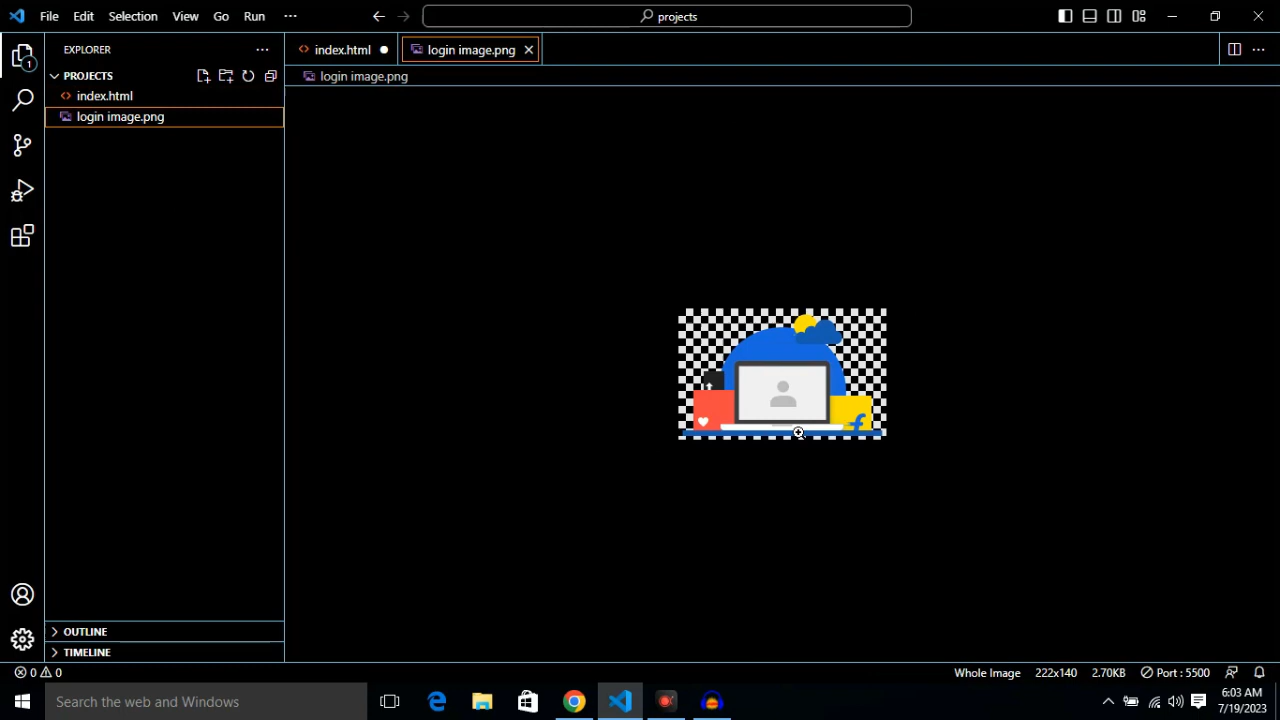 File Edit Selection View Go Run ··· projects
EXPLORER ···
index.html login image.png
PROJECTS
login image.png
index.html
login image.png
OUTLINE
TIMELINE
0 0 Whole Image 222x140 2.70KB Port : 5500
1
f
Search the web and Windows
6:03 AM
7/19/2023